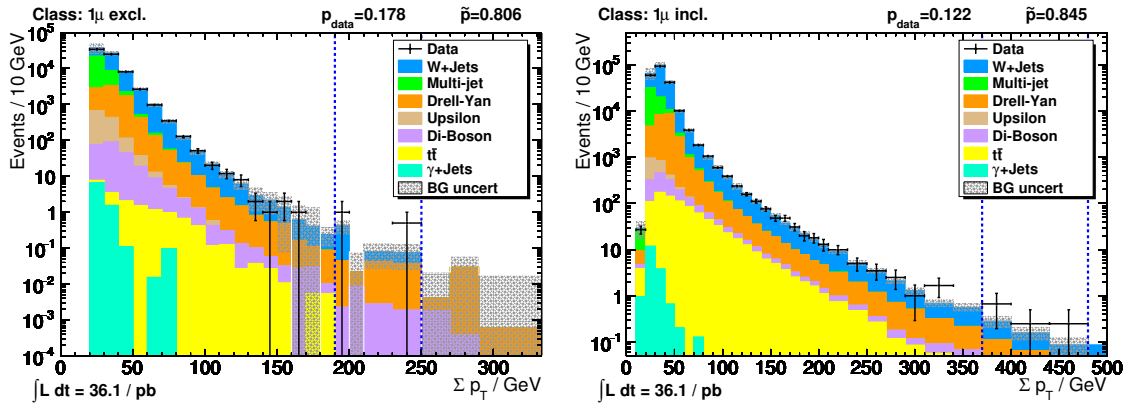 Class: 1μ excl. p_data=0.178 p̃=0.806
Events / 10 GeV
10^5
10^4
10^3
10^2
10
1
10^-1
10^-2
10^-3
10^-4
Data
W+Jets
Multi-jet
Drell-Yan
Upsilon
Di-Boson
tt̄
γ+Jets
BG uncert
0 50 100 150 200 250 300
Σ p_T / GeV
∫L dt = 36.1 / pb
Class: 1μ incl. p_data=0.122 p̃=0.845
Events / 10 GeV
10^5
10^4
10^3
10^2
10
1
10^-1
Data
W+Jets
Multi-jet
Drell-Yan
Upsilon
Di-Boson
tt̄
γ+Jets
BG uncert
0 50 100 150 200 250 300 350 400 450 500
Σ p_T / GeV
∫L dt = 36.1 / pb